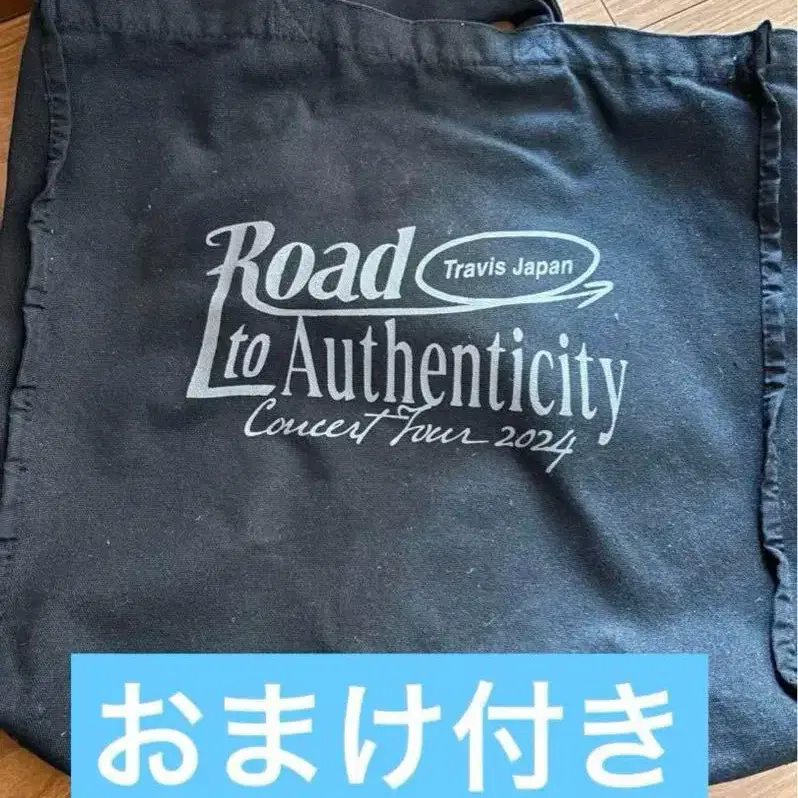 Road Travis Japan
to Authenticity
Concert Tour 2024
おまけ付き